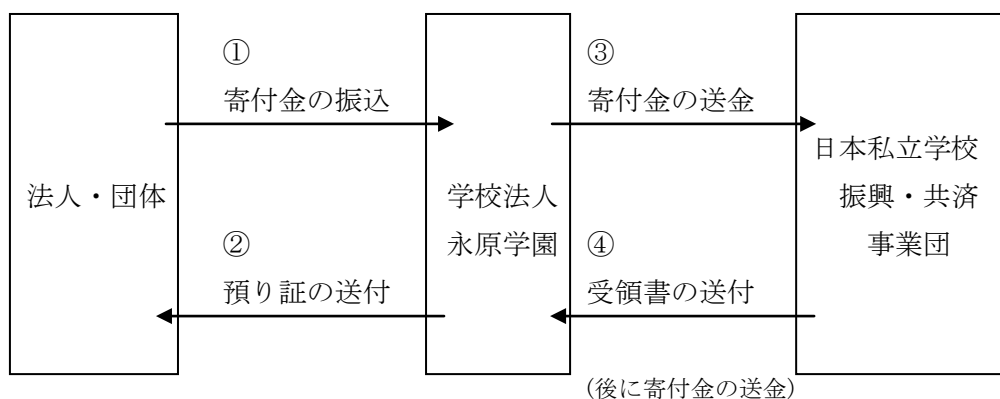 法人・団体
①
寄付金の振込
②
預り証の送付
学校法人
永原学園
③
寄付金の送金
④
受領書の送付
(後に寄付金の送金)
日本私立学校
振興・共済
事業団